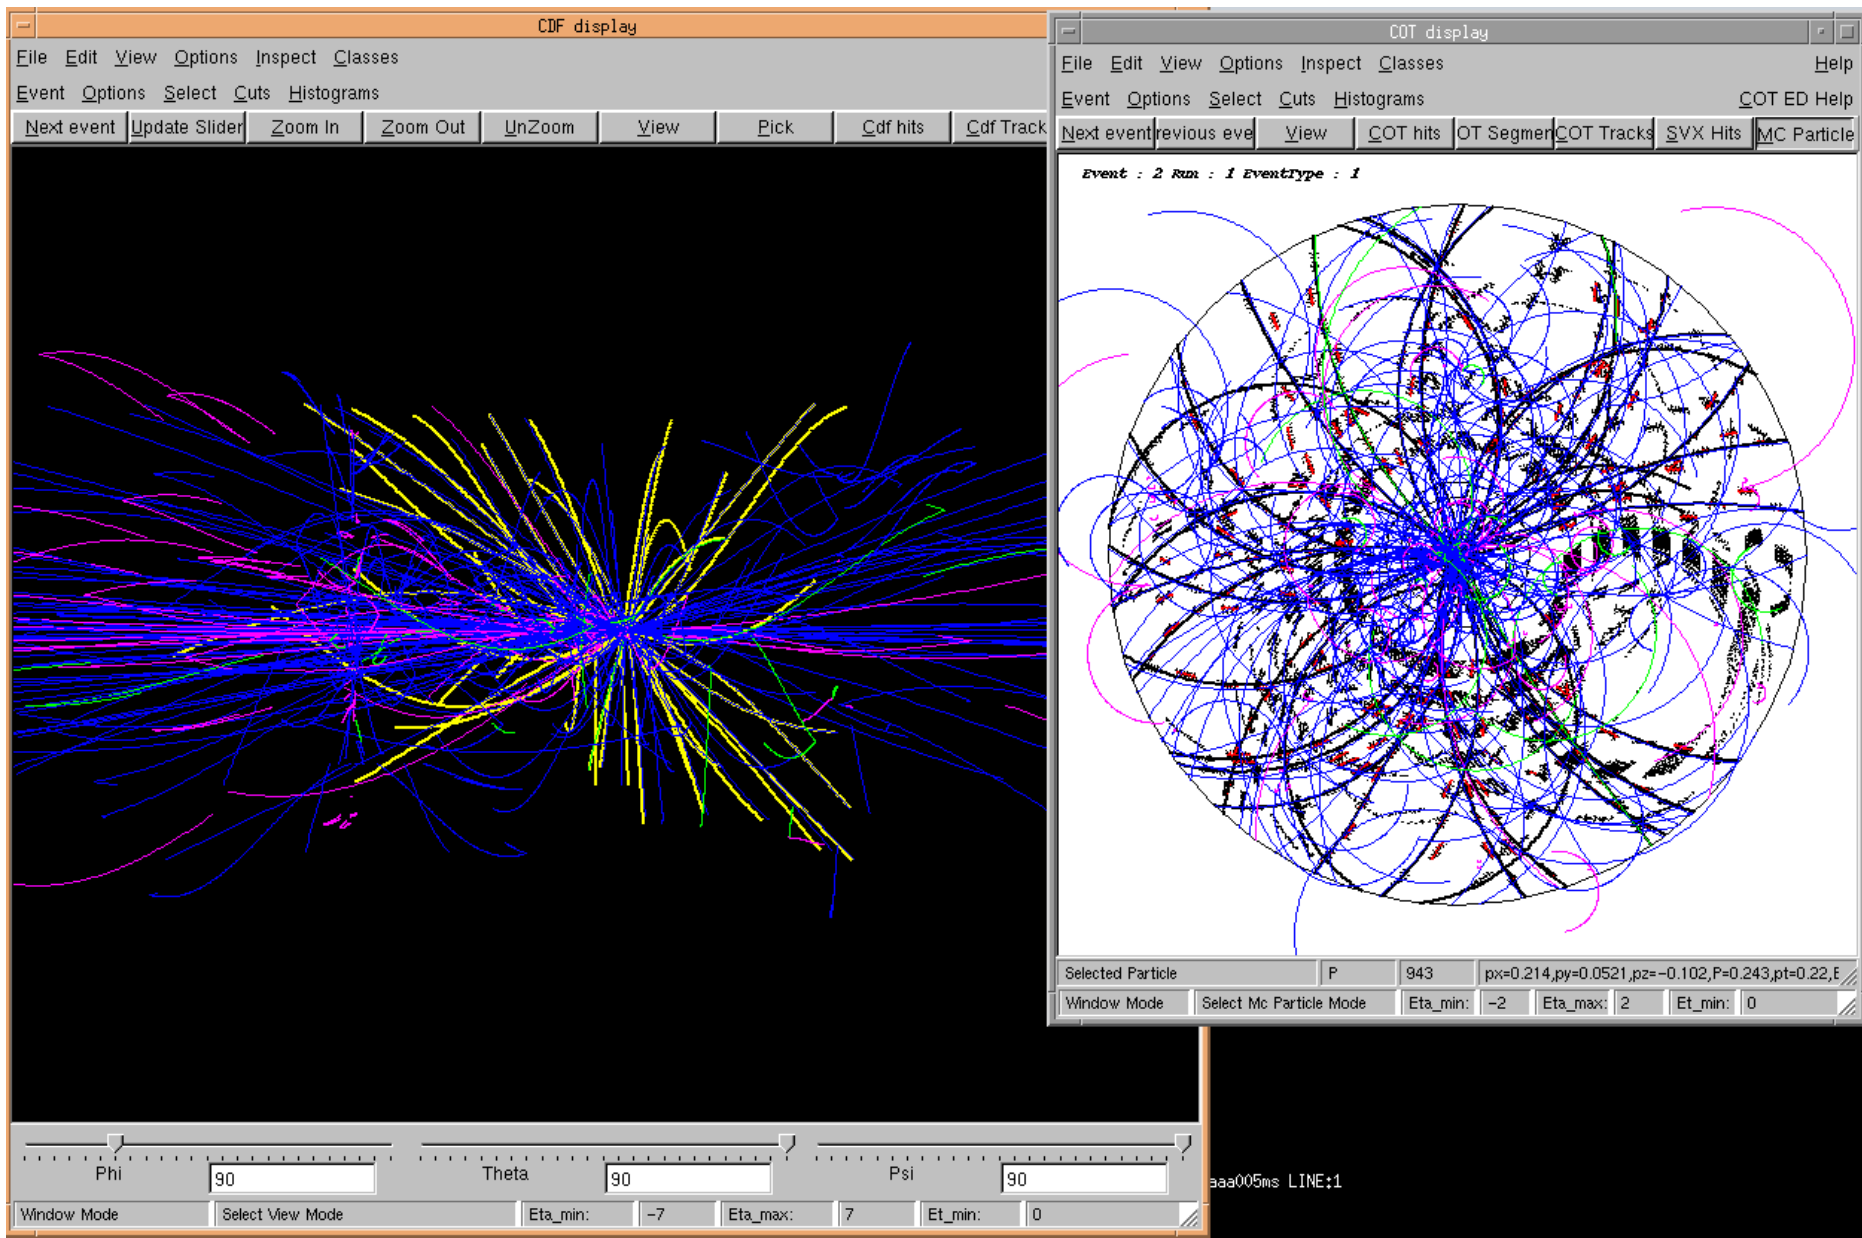 CDF display
File Edit View Options Inspect Classes
Event Options Select Cuts Histograms
Next event Update Slider Zoom In Zoom Out UnZoom View Pick Cdf hits Cdf Track
COT display
File Edit View Options Inspect Classes Help
Event Options Select Cuts Histograms COT ED Help
Next event revious eve View COT hits OT Segmen COT Tracks SVX Hits MC Particle
Event : 2 Run : 1 EventType : 1
Selected Particle P 943 px=0.214,py=0.0521,pz=-0.102,P=0.243,pt=0.22,E
Window Mode Select Mc Particle Mode Eta_min: -2 Eta_max: 2 Et_min: 0
Phi 90 Theta 90 Psi 90
aaa005ms LINE:1
Window Mode Select View Mode Eta_min: -7 Eta_max: 7 Et_min: 0